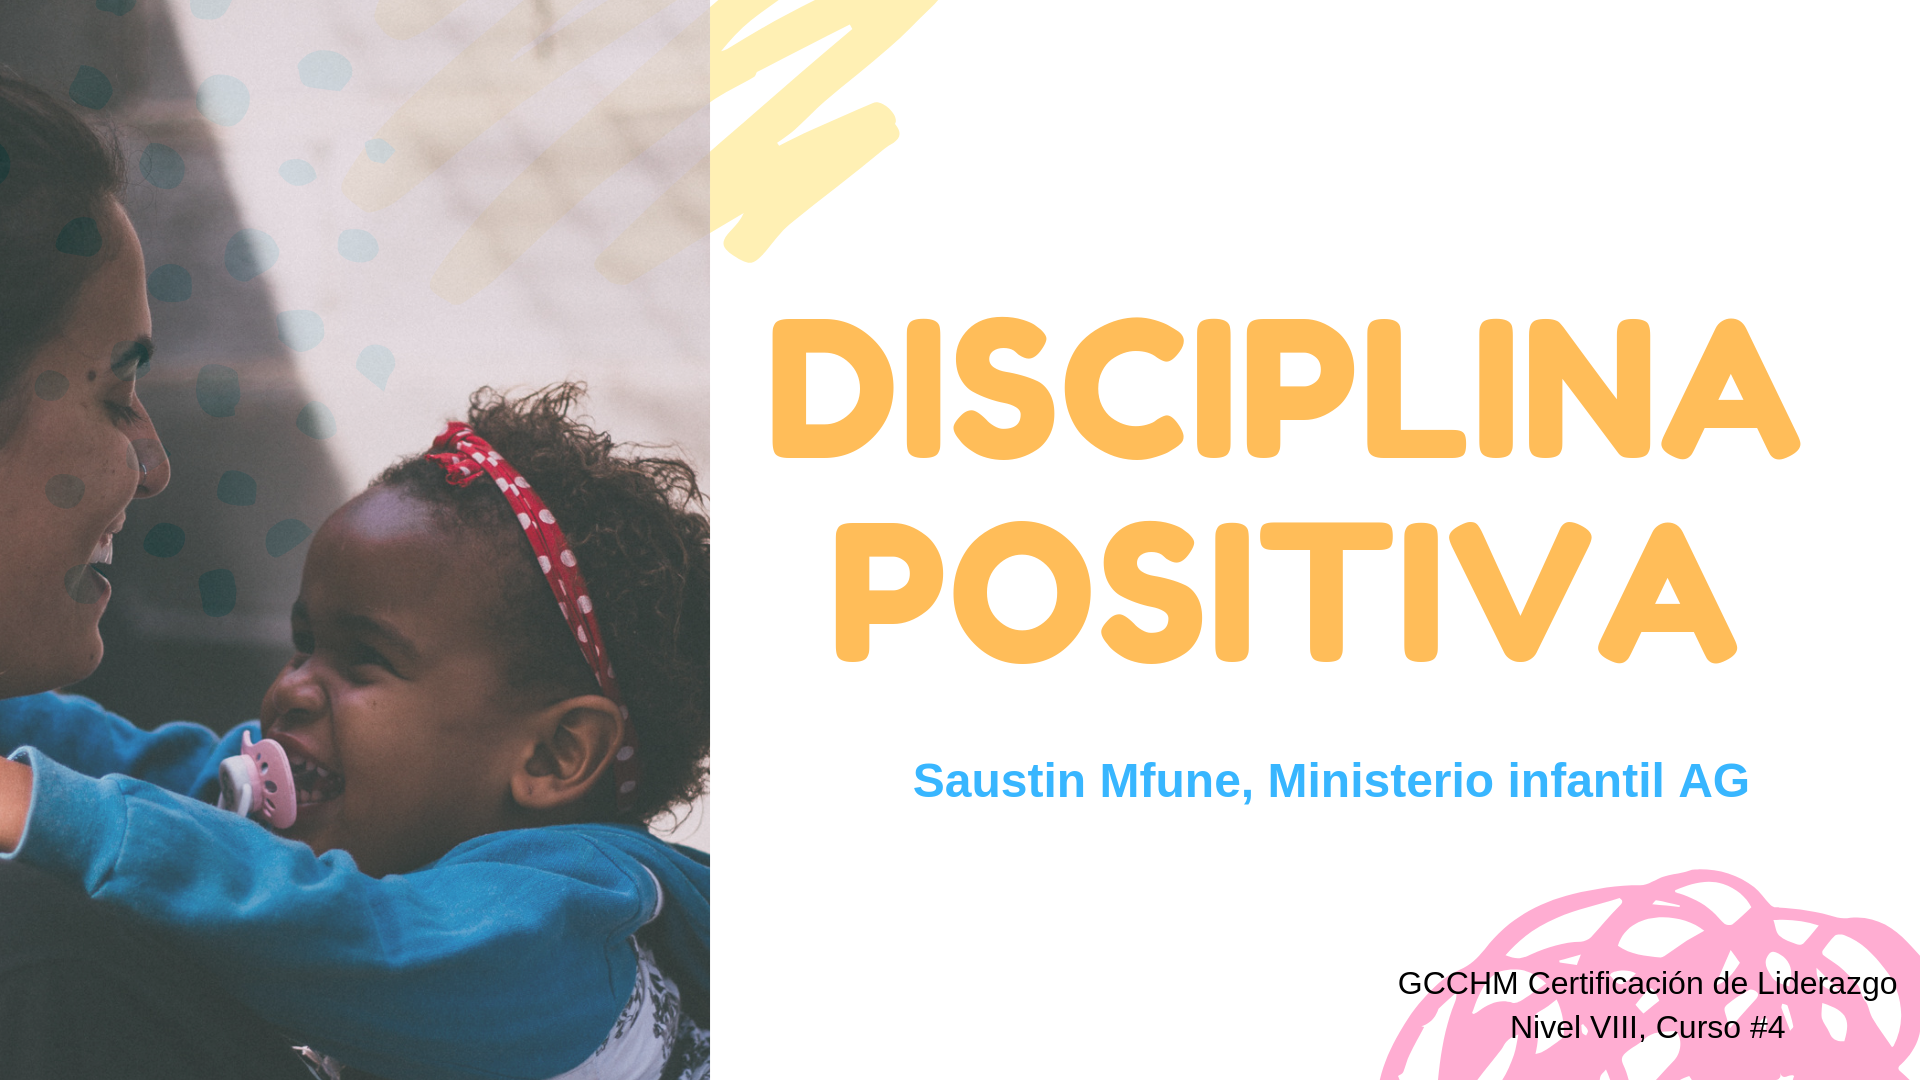 DISCIPLINA
POSITIVA
Saustin Mfune, Ministerio infantil AG
GCCHM Certificación de Liderazgo
Nivel VIII, Curso #4